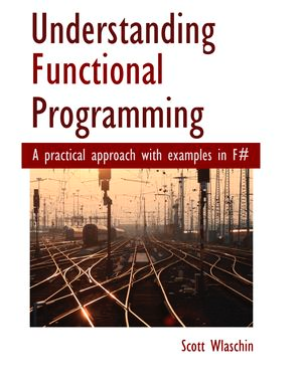 Understanding
Functional
Programming
A practical approach with examples in F#
Scott Wlaschin